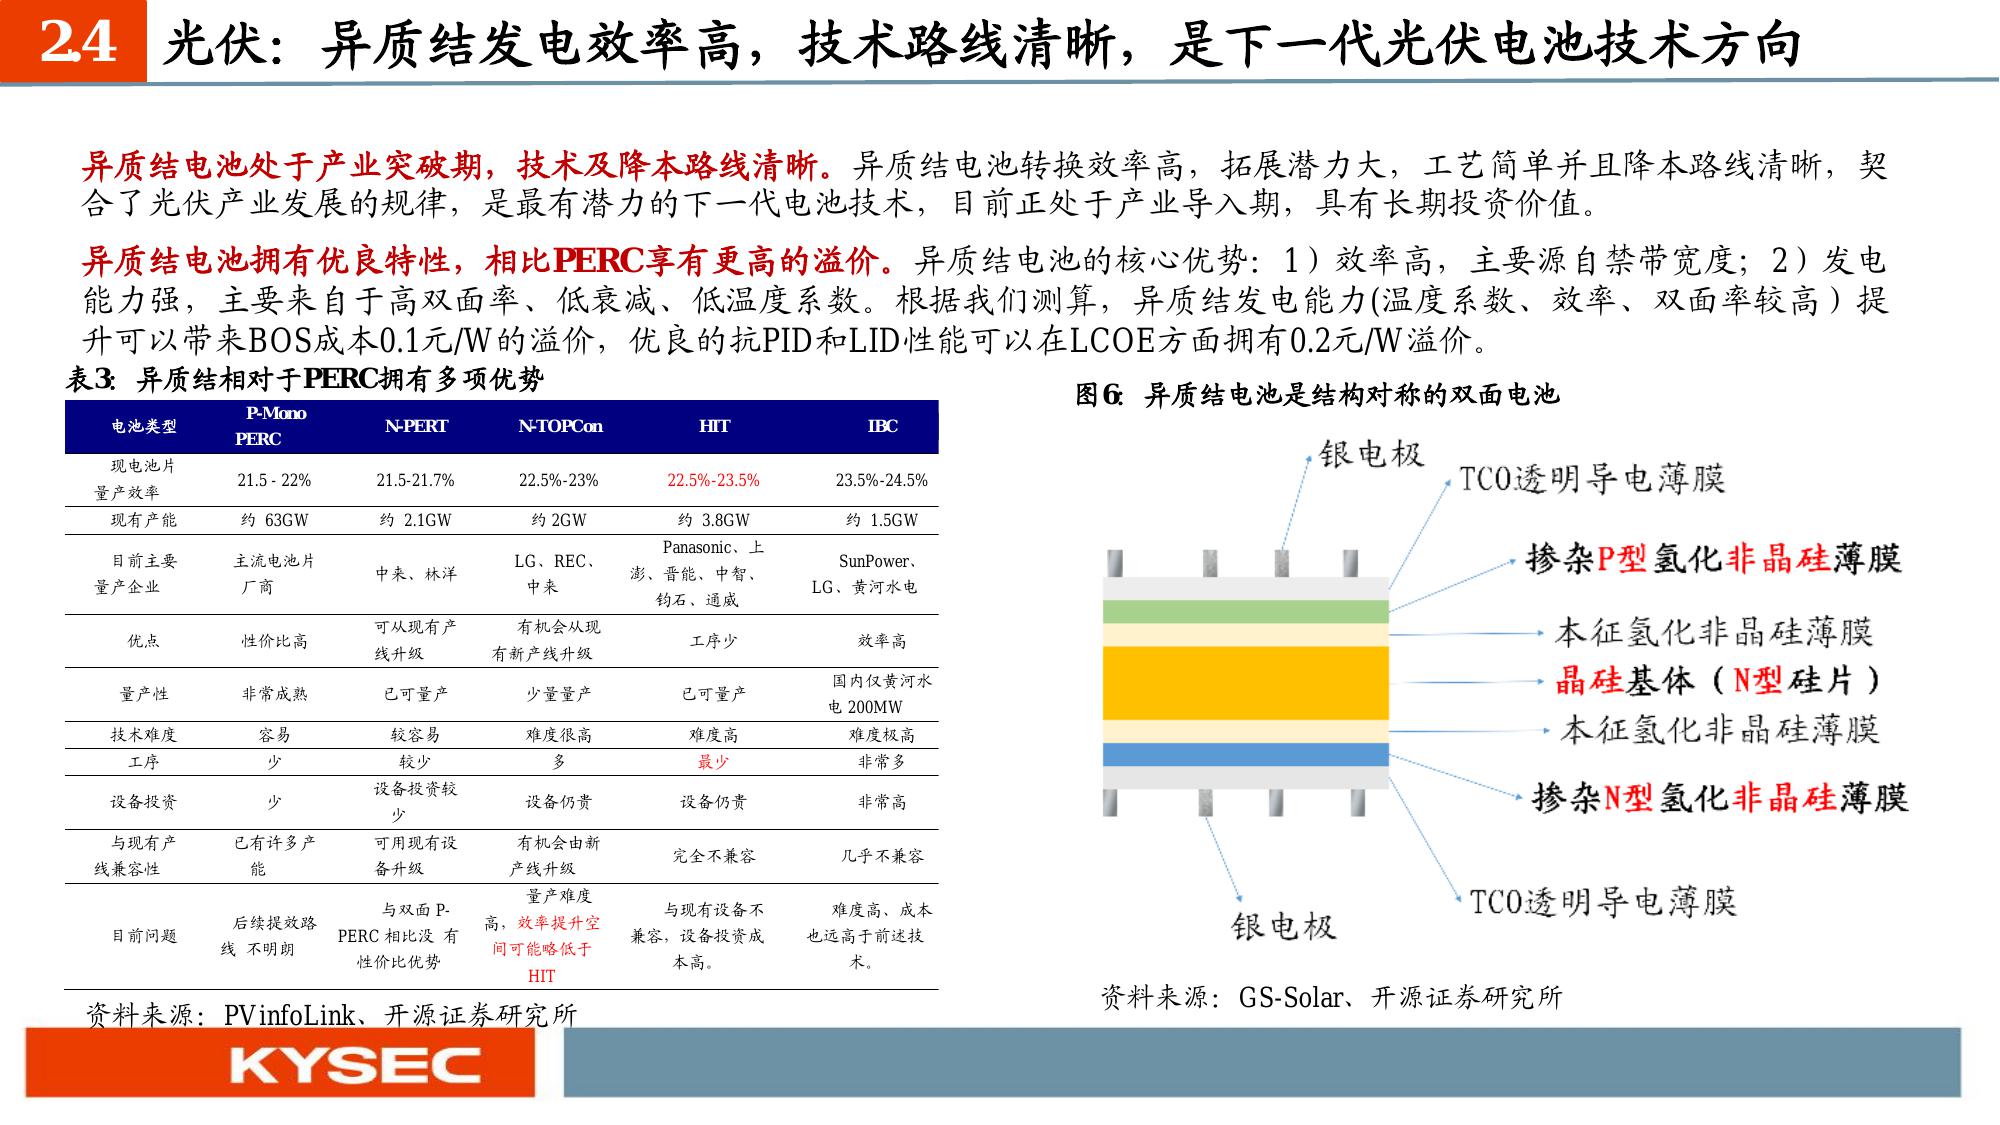 2.4 光伏：异质结发电效率高，技术路线清晰，是下一代光伏电池技术方向
异质结电池处于产业突破期，技术及降本路线清晰。异质结电池转换效率高，拓展潜力大，工艺简单并且降本路线清晰，契
合了光伏产业发展的规律，是最有潜力的下一代电池技术，目前正处于产业导入期，具有长期投资价值。
异质结电池拥有优良特性，相比PERC享有更高的溢价。异质结电池的核心优势：1）效率高，主要源自禁带宽度；2）发电
能力强，主要来自于高双面率、低衰减、低温度系数。根据我们测算，异质结发电能力(温度系数、效率、双面率较高）提
升可以带来BOS成本0.1元/W的溢价，优良的抗PID和LID性能可以在LCOE方面拥有0.2元/W溢价。
表3：异质结相对于PERC拥有多项优势
电池类型 P-Mono PERC N-PERT N-TOPCon HIT IBC
现电池片量产效率 21.5 - 22% 21.5-21.7% 22.5%-23% 22.5%-23.5% 23.5%-24.5%
现有产能 约 63GW 约 2.1GW 约 2GW 约 3.8GW 约 1.5GW
目前主要量产企业 主流电池片厂商 中来、林洋 LG、REC、中来 Panasonic、上澎、晋能、中智、钧石、通威 SunPower、LG、黄河水电
优点 性价比高 可从现有产线升级 有机会从现有新产线升级 工序少 效率高
量产性 非常成熟 已可量产 少量量产 已可量产 国内仅黄河水电 200MW
技术难度 容易 较容易 难度很高 难度高 难度极高
工序 少 较少 多 最少 非常多
设备投资 少 设备投资较少 设备仍贵 设备仍贵 非常高
与现有产线兼容性 已有许多产能 可用现有设备升级 有机会由新产线升级 完全不兼容 几乎不兼容
目前问题 后续提效路线 不明朗 与双面 P-PERC 相比没 有性价比优势 量产难度高，效率提升空间可能略低于HIT 与现有设备不兼容，设备投资成本高。 难度高、成本也远高于前述技术。
资料来源：PVinfoLink、开源证券研究所
图6：异质结电池是结构对称的双面电池
银电极
TCO透明导电薄膜
掺杂P型氢化非晶硅薄膜
本征氢化非晶硅薄膜
晶硅基体（N型硅片）
本征氢化非晶硅薄膜
掺杂N型氢化非晶硅薄膜
TCO透明导电薄膜
银电极
资料来源：GS-Solar、开源证券研究所
KYSEC